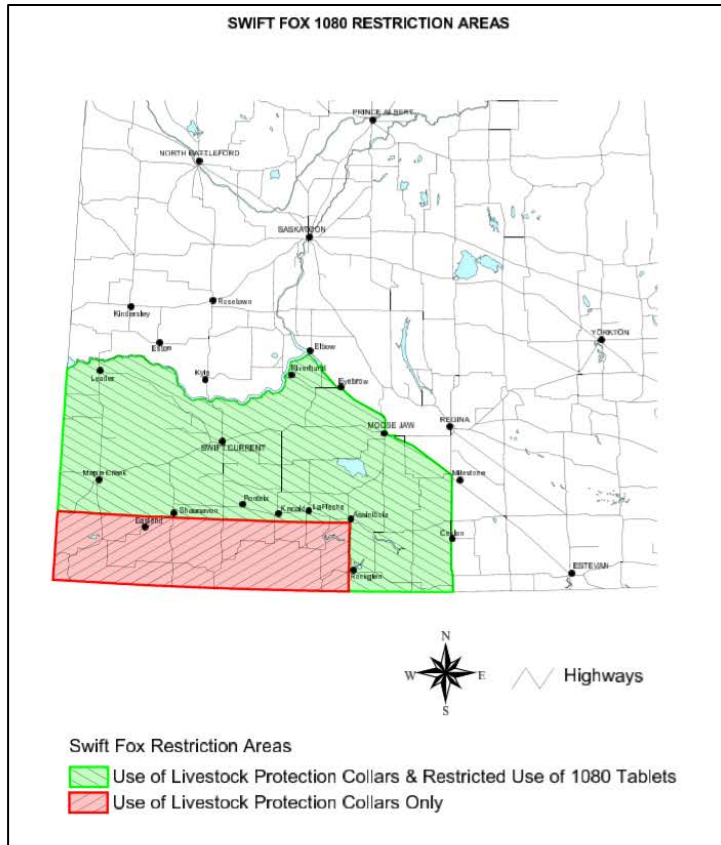 SWIFT FOX 1080 RESTRICTION AREAS
PRINCE ALBERT
NORTH BATTLEFORD
SASKATOON
Rosetown
Kindersley
YORKTON
Eston
Elbow
Kyle
Riverhurst
Leader
Eyebrow
REGINA
MOOSE JAW
SWIFT CURRENT
Maple Creek
Milestone
Ponteix
Shaunavon
Kincaid
LaFleche
Assiniboia
Eastend
Ceylon
Rockglen
ESTEVAN
N
W
E
S
Highways
Swift Fox Restriction Areas
Use of Livestock Protection Collars & Restricted Use of 1080 Tablets
Use of Livestock Protection Collars Only